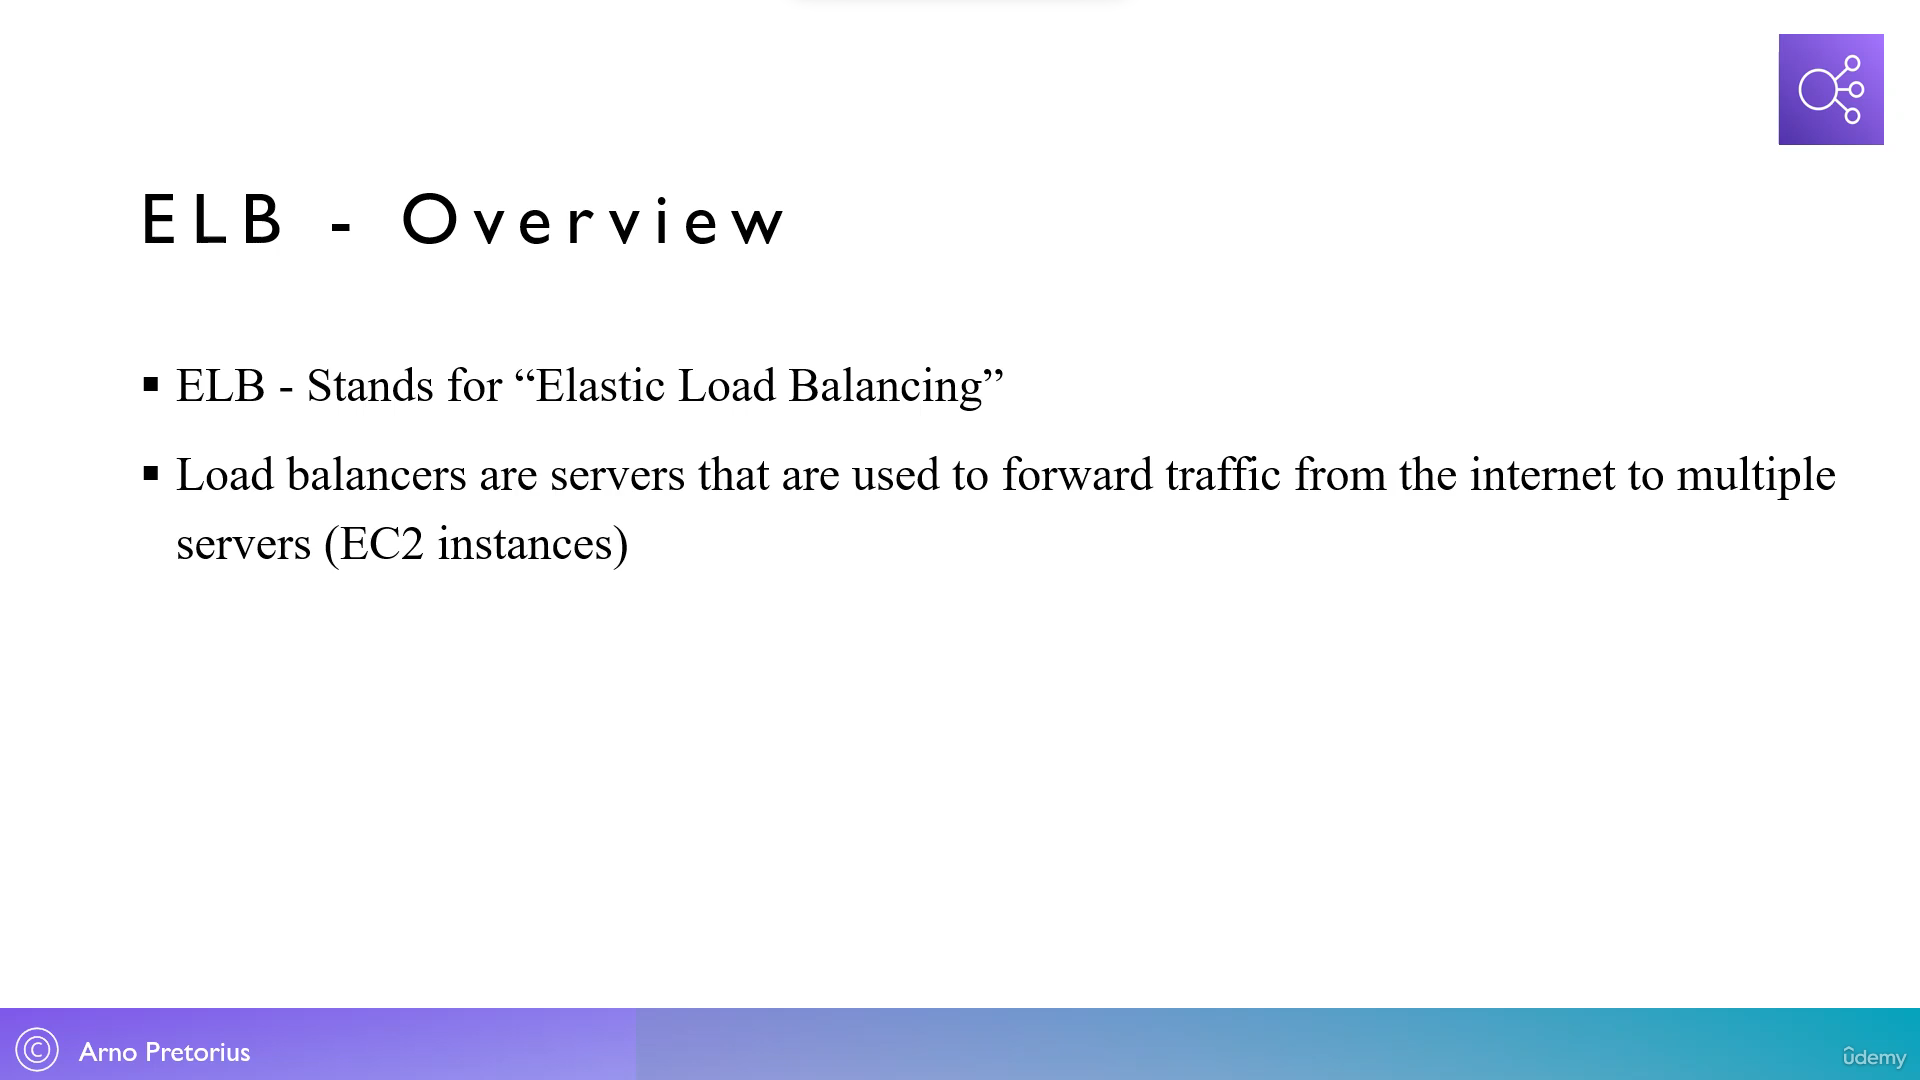 ELB - Overview
▪ ELB - Stands for “Elastic Load Balancing”
▪ Load balancers are servers that are used to forward traffic from the internet to multiple
servers (EC2 instances)
© Arno Pretorius
ûdemy